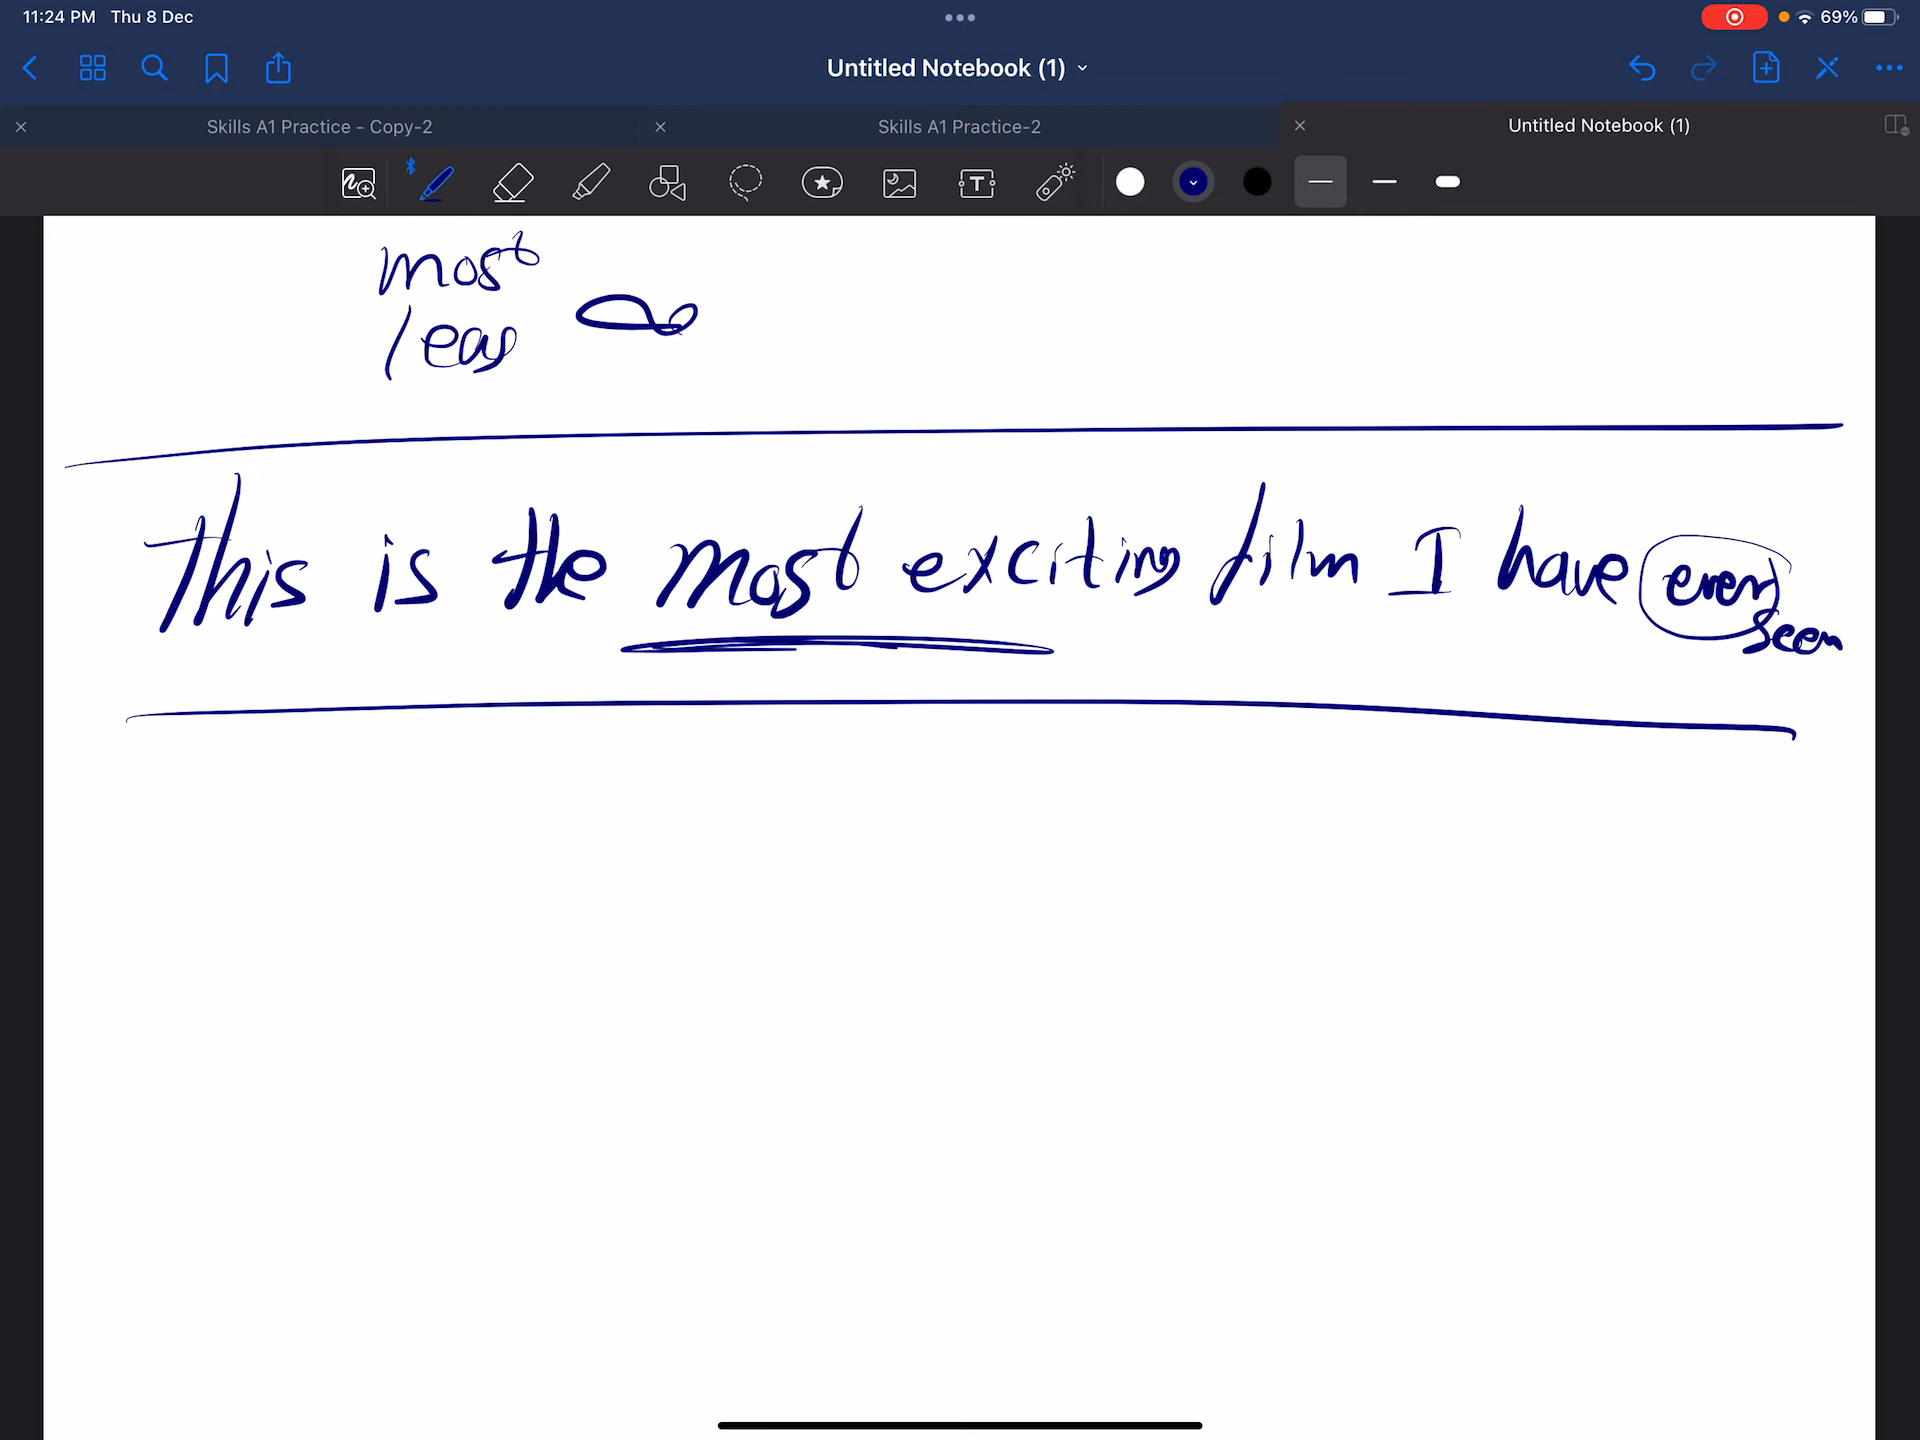 11:24 PM Thu 8 Dec
69%
Untitled Notebook (1)
Skills A1 Practice - Copy-2
Skills A1 Practice-2
Untitled Notebook (1)
T
most
leas
This is the most exciting film I have ever
seen